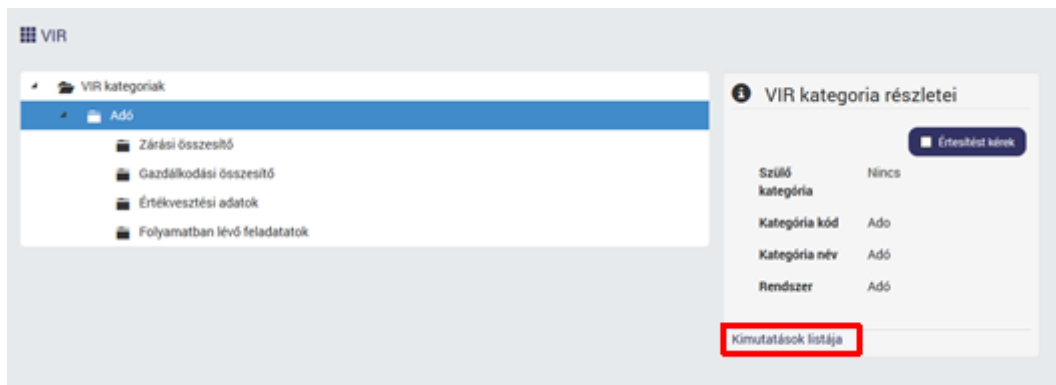 VIR
VIR kategoriak
Adó
Zárási összesítő
Gazdálkodási összesítő
Értékvesztési adatok
Folyamatban lévő feladatatok
VIR kategoria részletei
Értesítést kérek
Szülő kategória
Nincs
Kategória kód
Ado
Kategória név
Adó
Rendszer
Adó
Kimutatások listája